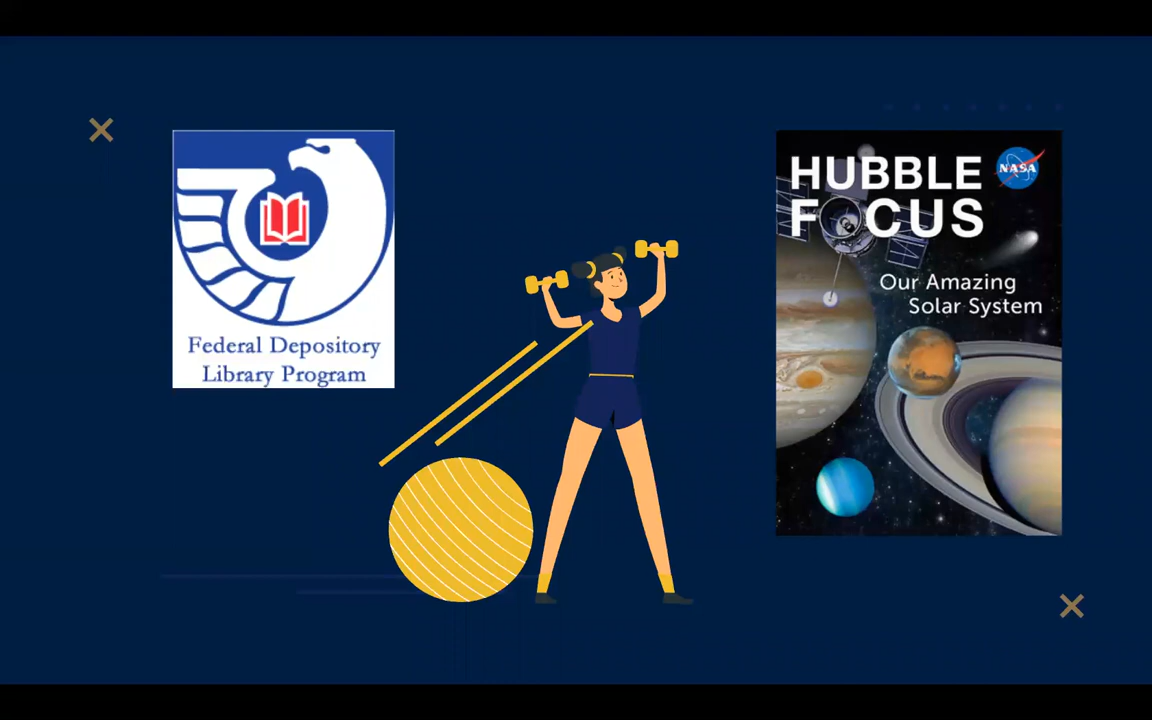 Federal Depository
Library Program
HUBBLE
FOCUS
NASA
Our Amazing
Solar System